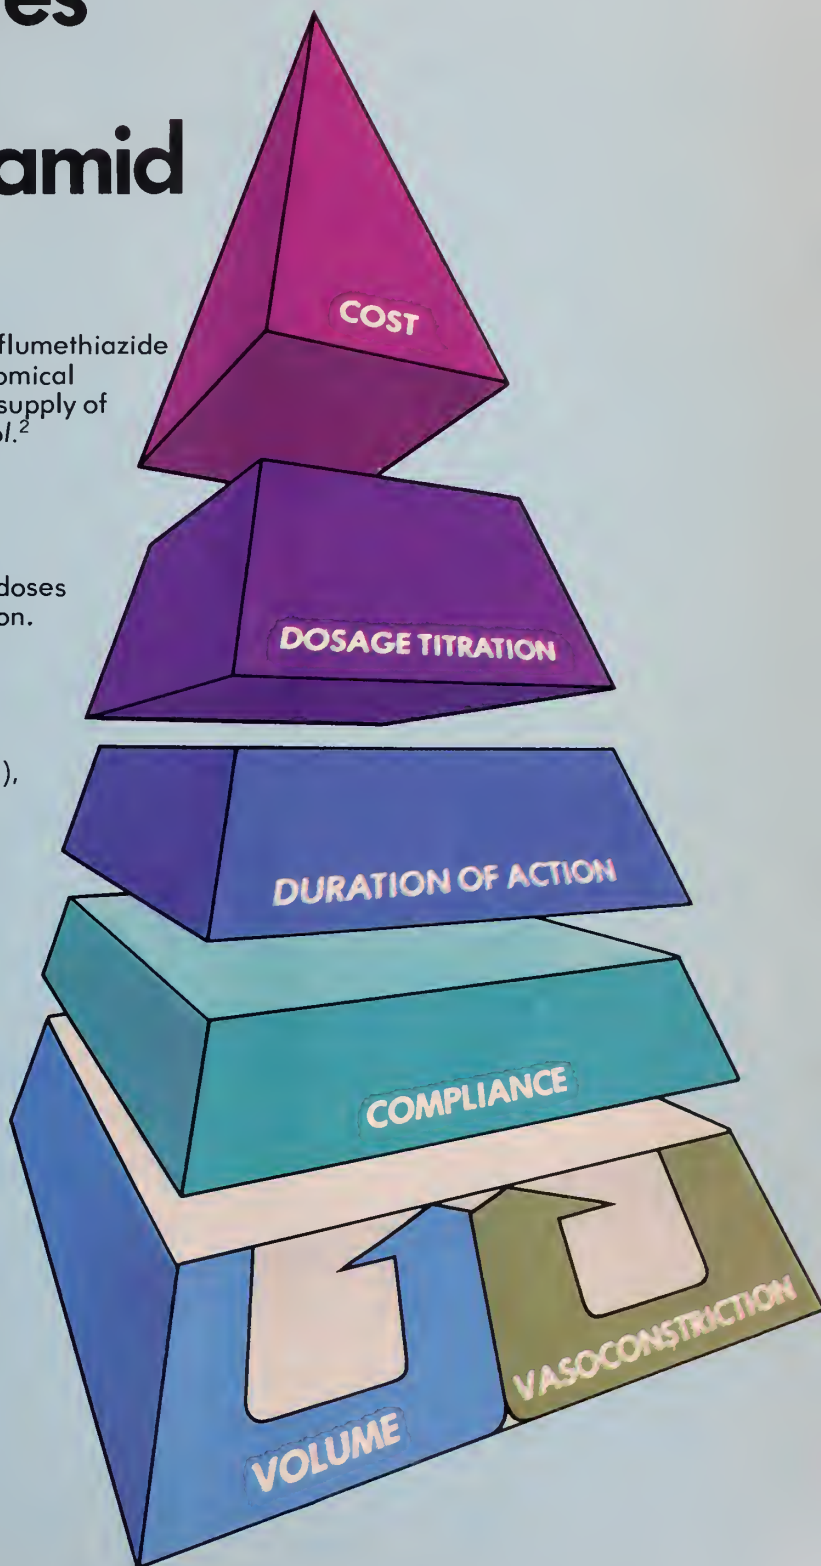 es
amid
COST
flumethiazide
omical
supply of
ol.²
DOSAGE TITRATION
doses
on.
),
DURATION OF ACTION
COMPLIANCE
VASOCONSTRICTION
VOLUME